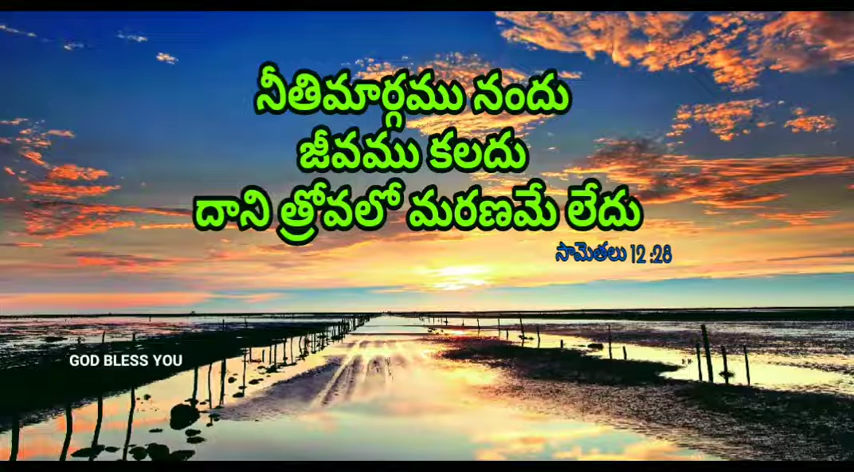 నీతిమార్గము నందు
జీవము కలదు
దాని త్రోవలో మరణమే లేదు
సామెతలు 12 :28
GOD BLESS YOU